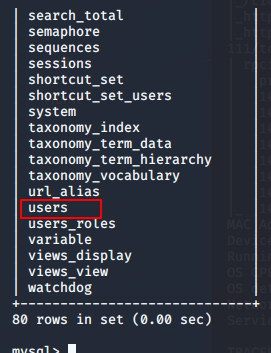 | search_total
| semaphore
| sequences
| sessions
| shortcut_set
| shortcut_set_users
| system
| taxonomy_index
| taxonomy_term_data
| taxonomy_term_hierarchy
| taxonomy_vocabulary
| url_alias
| users
| users_roles
| variable
| views_display
| views_view
| watchdog
+-----------------------------+
80 rows in set (0.00 sec)
mysql>